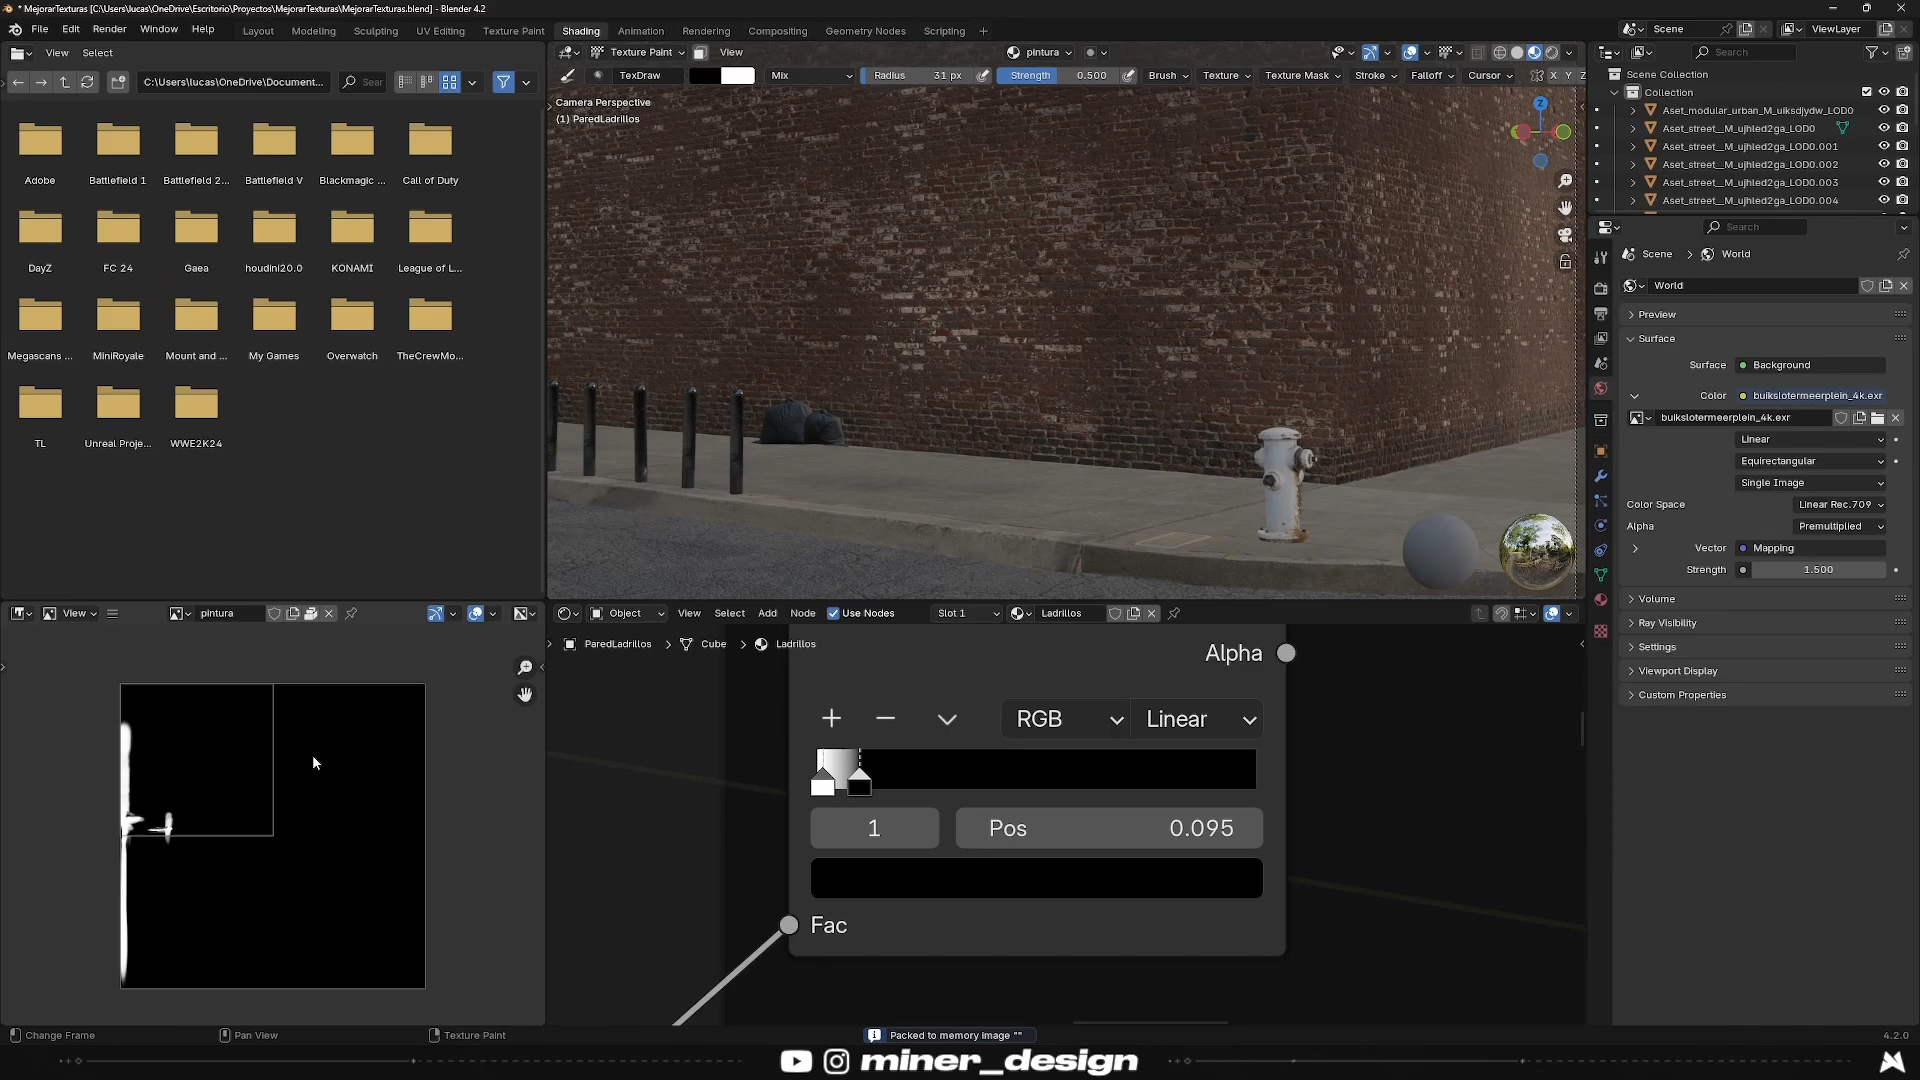 * MejorarTexturas [C:\Users\lucas\OneDrive\Escritorio\Proyectos\MejorarTexturas\MejorarTexturas.blend] - Blender 4.2
File Edit Render Window Help Layout Modeling Sculpting UV Editing Texture Paint Shading Animation Rendering Compositing Geometry Nodes Scripting
Scene ViewLayer
View Select
C:\Users\lucas\OneDrive\Document...
Sear
Adobe Battlefield 1 Battlefield 2... Battlefield V Blackmagic ... Call of Duty
DayZ FC 24 Gaea houdini20.0 KONAMI League of L...
Megascans ... MiniRoyale Mount and ... My Games Overwatch TheCrewMo...
TL Unreal Proje... WWE2K24
Texture Paint View pintura
TexDraw Mix Radius 31 px Strength 0.500 Brush Texture Texture Mask Stroke Falloff Cursor X Y Z
Camera Perspective
(1) ParedLadrillos
Z
Search
Scene Collection
Collection
Aset_modular_urban_M_uiksdjydw_LOD0
Aset_street__M_ujhled2ga_LOD0
Aset_street__M_ujhled2ga_LOD0.001
Aset_street__M_ujhled2ga_LOD0.002
Aset_street__M_ujhled2ga_LOD0.003
Aset_street__M_ujhled2ga_LOD0.004
Search
Scene World
World
Preview
Surface
Surface Background
Color buikslotermeerplein_4k.exr
buikslotermeerplein_4k.exr
Linear
Equirectangular
Single Image
Color Space Linear Rec.709
Alpha Premultiplied
Vector Mapping
Strength 1.500
Volume
Ray Visibility
Settings
Viewport Display
Custom Properties
View pintura
Object View Select Add Node Use Nodes Slot 1 Ladrillos
ParedLadrillos Cube Ladrillos
Alpha
RGB Linear
1 Pos 0.095
Fac
Change Frame Pan View Texture Paint Packed to memory image "" 4.2.0
miner_design